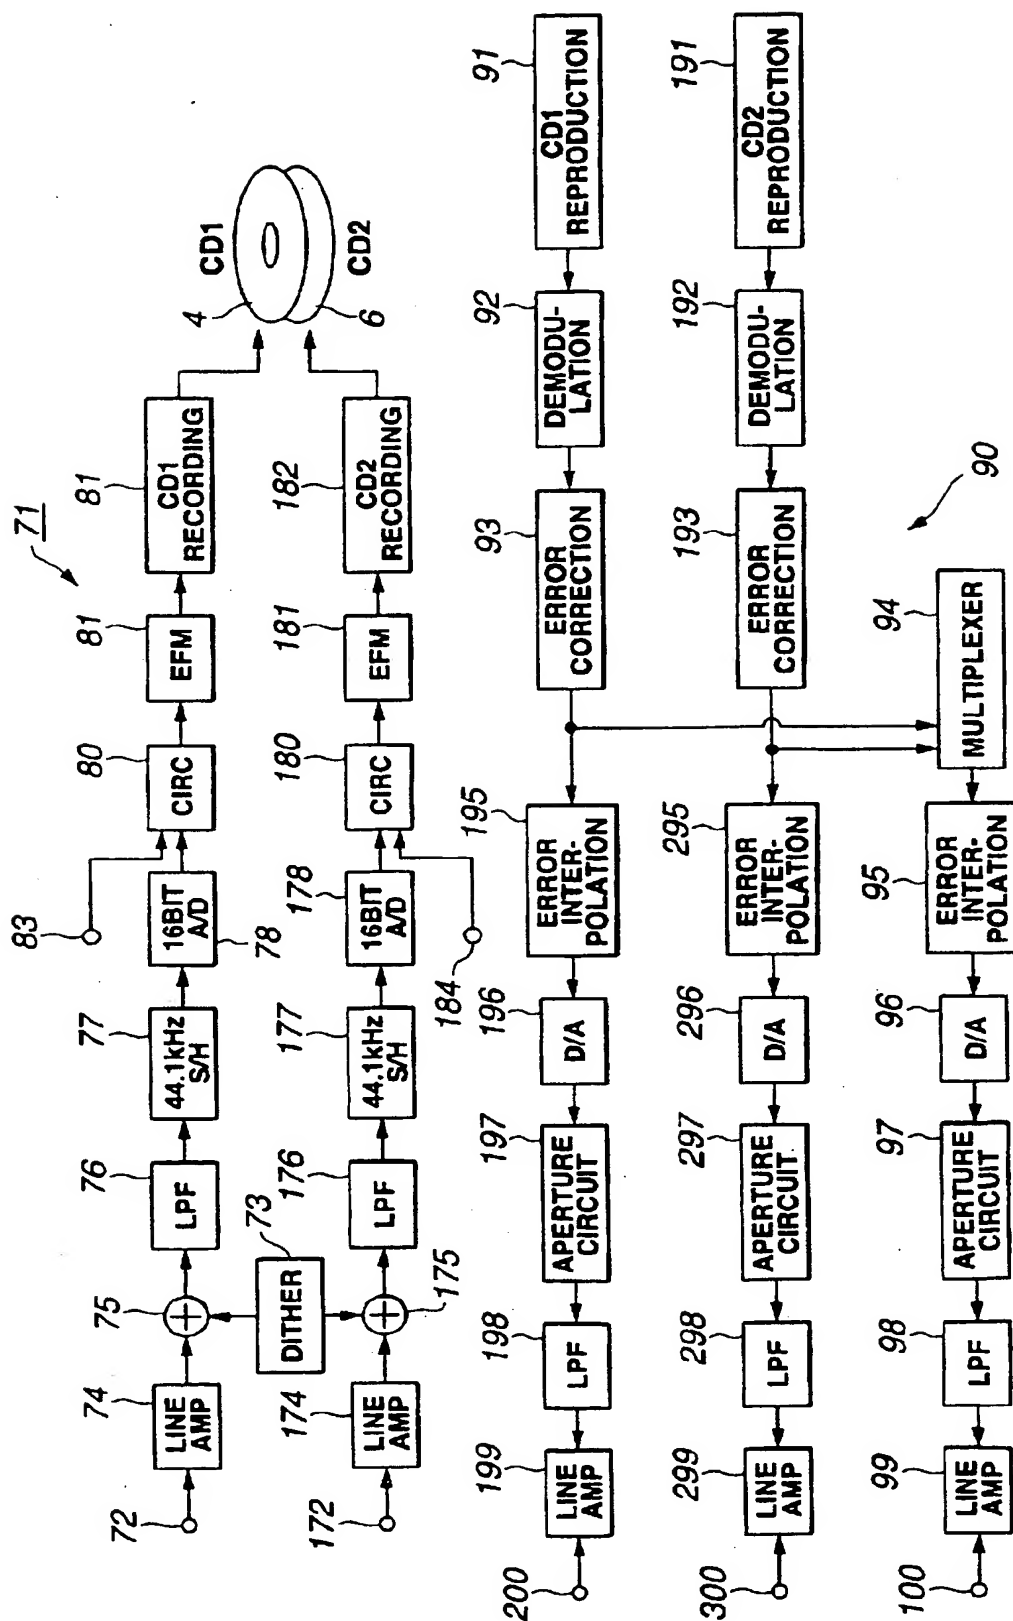 71
72
LINE
AMP
74
75
DITHER
73
LPF
76
44.1kHz
S/H
77
16BIT
A/D
78
83
CIRC
80
EFM
81
CD1
RECORDING
81
CD1
4
CD2
6
172
LINE
AMP
174
175
LPF
176
44.1kHz
S/H
177
16BIT
A/D
178
184
CIRC
180
EFM
181
CD2
RECORDING
182
CD1
REPRODUCTION
91
DEMODU-
LATION
92
ERROR
CORRECTION
93
ERROR
INTER-
POLATION
195
D/A
196
APERTURE
CIRCUIT
197
LPF
198
LINE
AMP
199
200
CD2
REPRODUCTION
191
DEMODU-
LATION
192
ERROR
CORRECTION
193
ERROR
INTER-
POLATION
295
D/A
296
APERTURE
CIRCUIT
297
LPF
298
LINE
AMP
299
300
90
MULTIPLEXER
94
ERROR
INTER-
POLATION
95
D/A
96
APERTURE
CIRCUIT
97
LPF
98
LINE
AMP
99
100